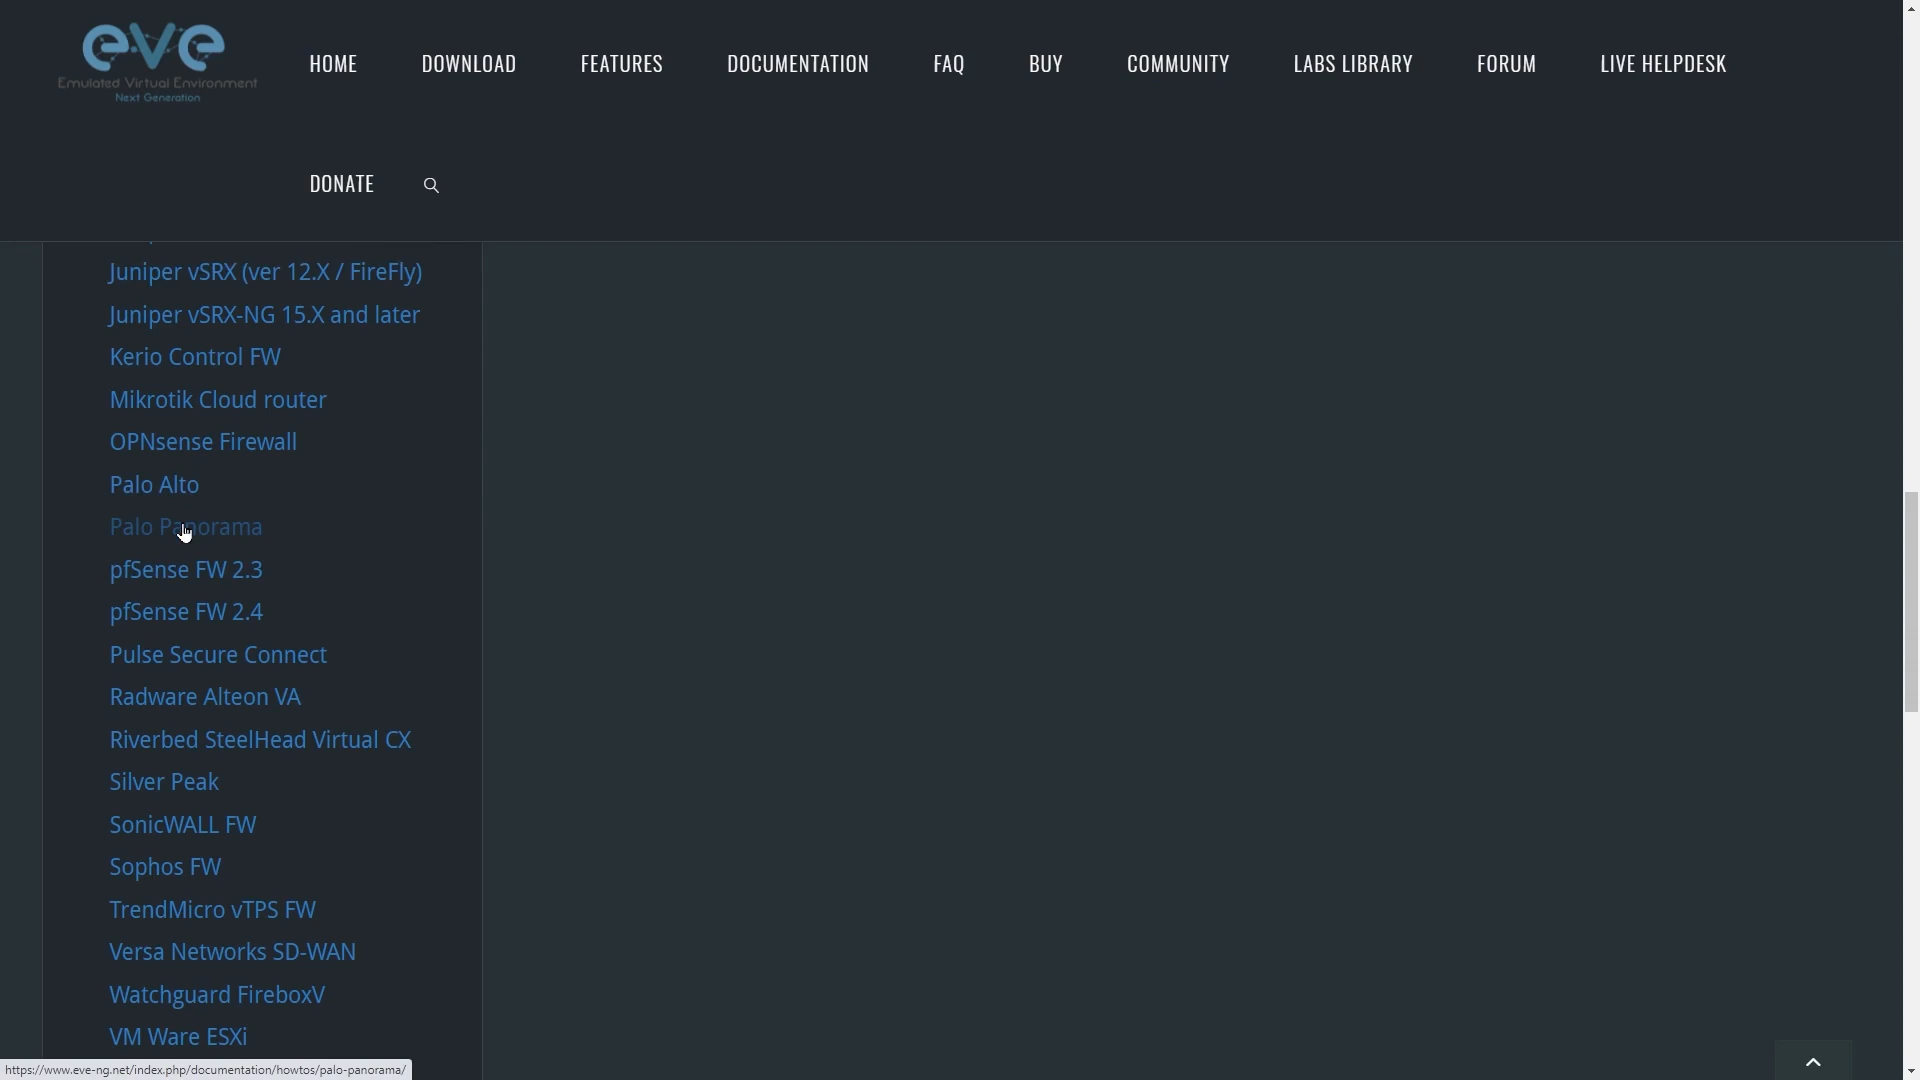 eve
Emulated Virtual Environment
Next Generation
HOME
DOWNLOAD
FEATURES
DOCUMENTATION
FAQ
BUY
COMMUNITY
LABS LIBRARY
FORUM
LIVE HELPDESK
DONATE
Juniper vSRX (ver 12.X / FireFly)
Juniper vSRX-NG 15.X and later
Kerio Control FW
Mikrotik Cloud router
OPNsense Firewall
Palo Alto
Palo Panorama
pfSense FW 2.3
pfSense FW 2.4
Pulse Secure Connect
Radware Alteon VA
Riverbed SteelHead Virtual CX
Silver Peak
SonicWALL FW
Sophos FW
TrendMicro vTPS FW
Versa Networks SD-WAN
Watchguard FireboxV
VM Ware ESXi
https://www.eve-ng.net/index.php/documentation/howtos/palo-panorama/